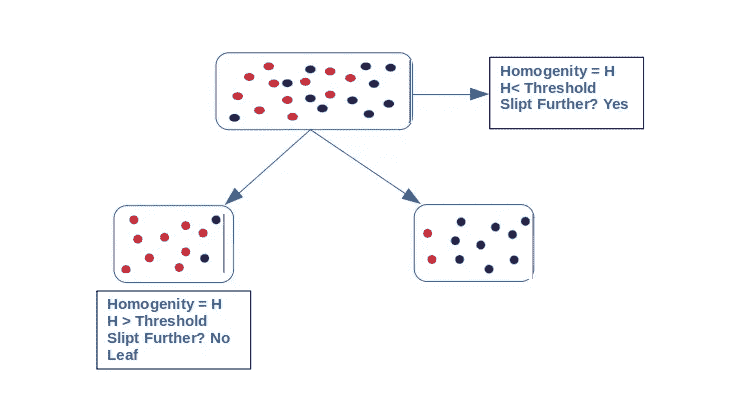 Homogenity = H
H< Threshold
Slipt Further? Yes
Homogenity = H
H > Threshold
Slipt Further? No
Leaf